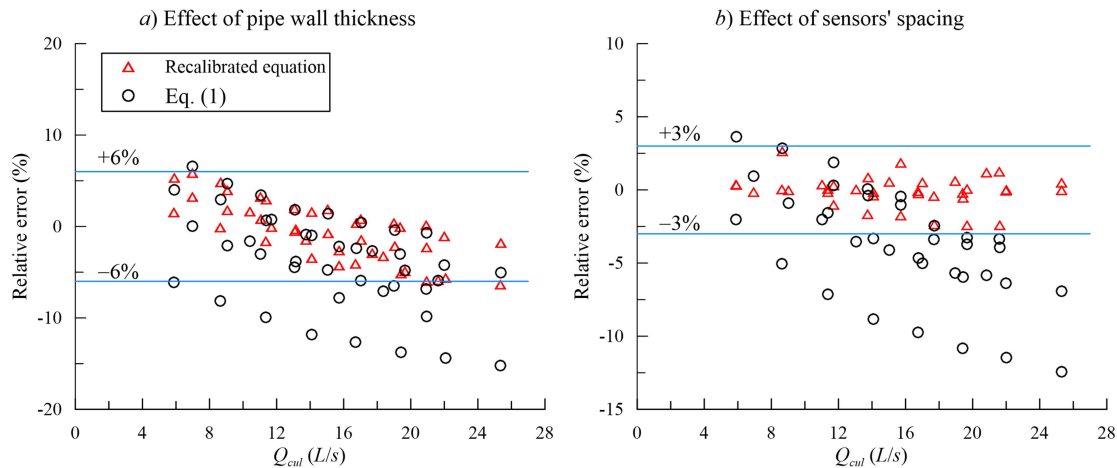 a) Effect of pipe wall thickness
b) Effect of sensors' spacing
20
10
0
−10
−20
Relative error (%)
Recalibrated equation
Eq. (1)
+6%
−6%
0 4 8 12 16 20 24 28
Qcul (L/s)
10
5
0
−5
−10
−15
Relative error (%)
+3%
−3%
0 4 8 12 16 20 24 28
Qcul (L/s)